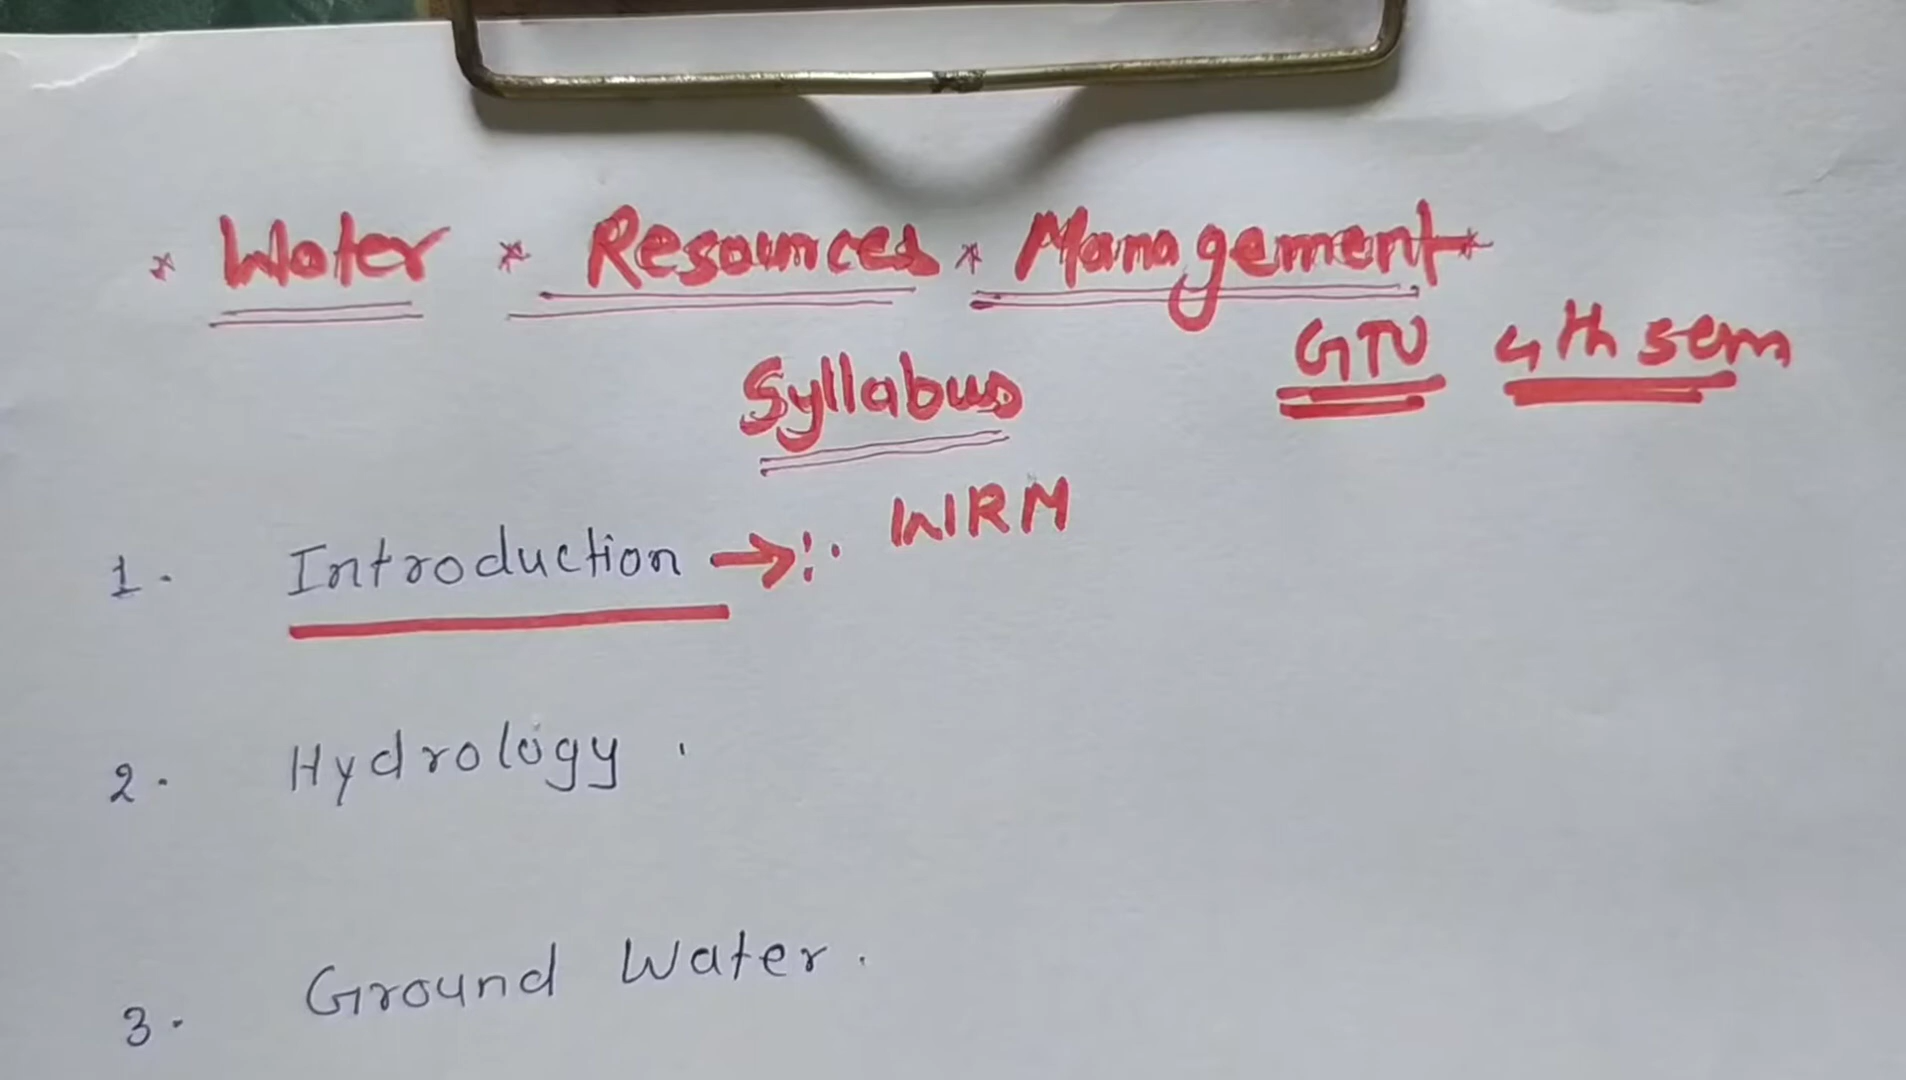 * Water * Resources * Management *
GTU 4th sem
Syllabus
1. Introduction →:. WRM
2. Hydrology.
3. Ground Water.